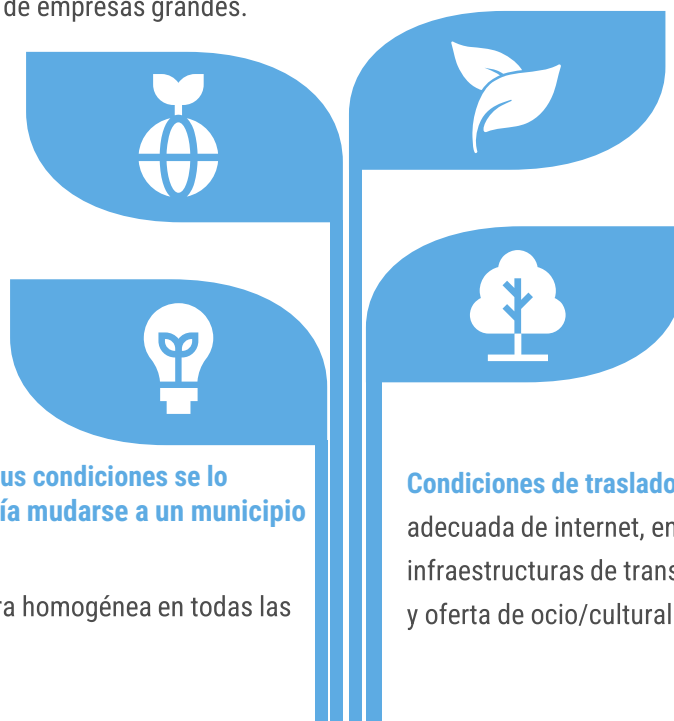 de empresas grandes.
us condiciones se lo
ía mudarse a un municipio
ra homogénea en todas las
Condiciones de traslado
adecuada de internet, en
infraestructuras de trans
y oferta de ocio/cultural